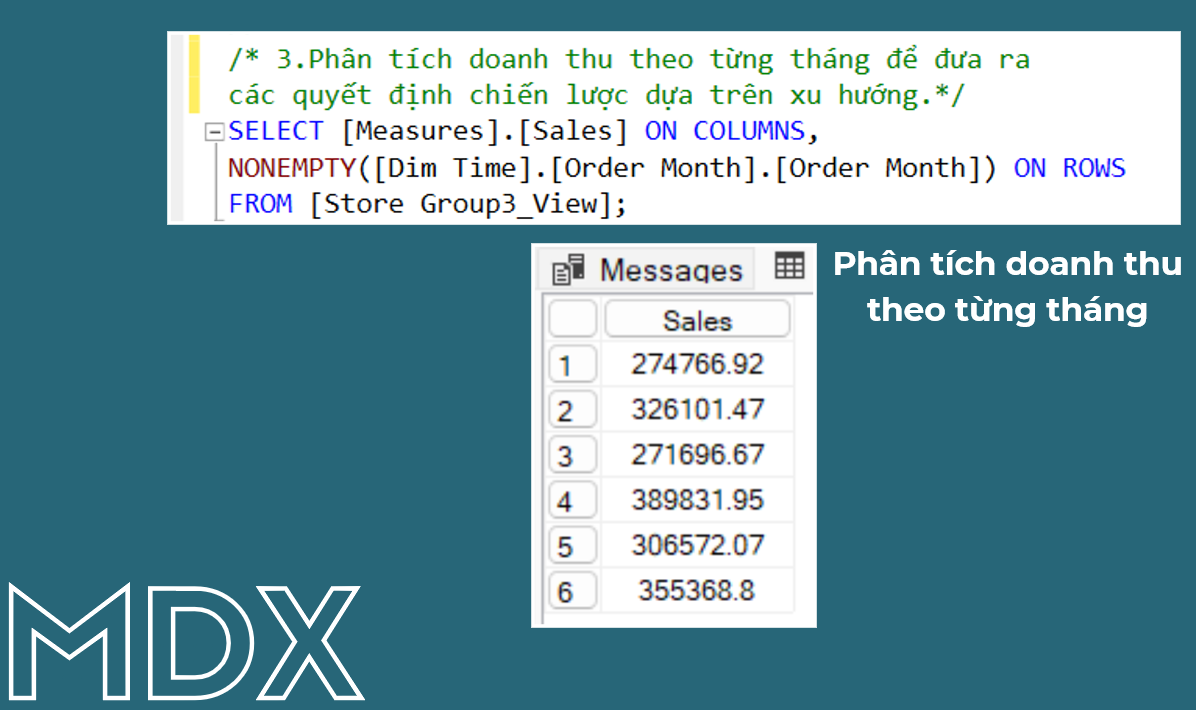 /* 3.Phân tích doanh thu theo từng tháng để đưa ra
các quyết định chiến lược dựa trên xu hướng.*/
SELECT [Measures].[Sales] ON COLUMNS,
NONEMPTY([Dim Time].[Order Month].[Order Month]) ON ROWS
FROM [Store Group3_View];
Messages
Phân tích doanh thu
theo từng tháng
Sales
1 274766.92
2 326101.47
3 271696.67
4 389831.95
5 306572.07
6 355368.8
MDX